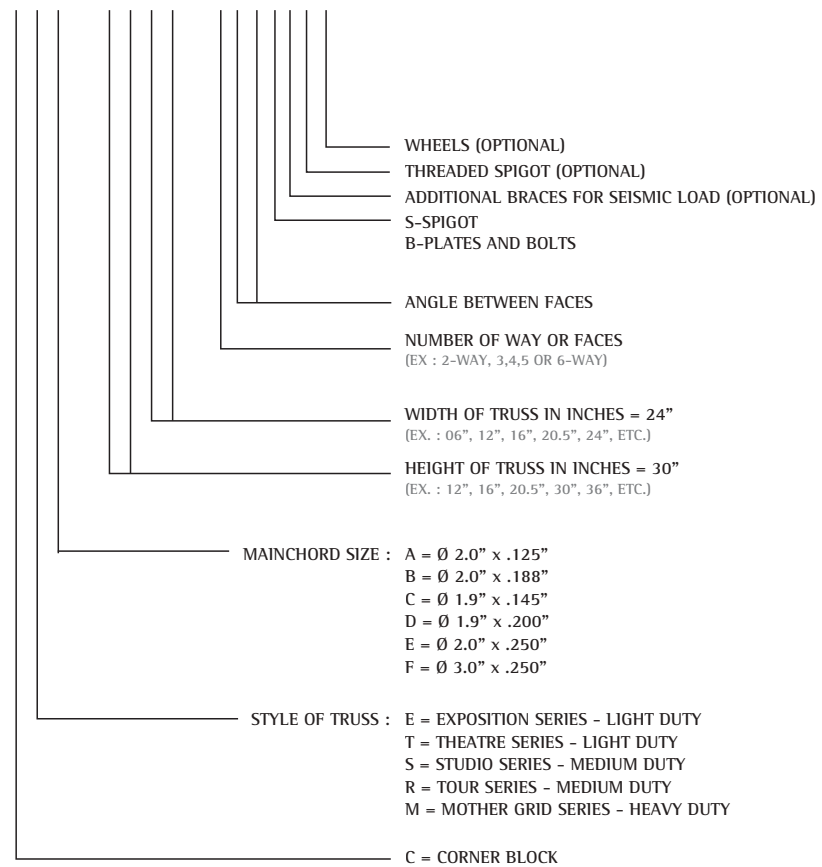 WHEELS (OPTIONAL)
THREADED SPIGOT (OPTIONAL)
ADDITIONAL BRACES FOR SEISMIC LOAD (OPTIONAL)
S-SPIGOT
B-PLATES AND BOLTS
ANGLE BETWEEN FACES
NUMBER OF WAY OR FACES
(EX : 2-WAY, 3,4,5 OR 6-WAY)
WIDTH OF TRUSS IN INCHES = 24”
(EX. : 06”, 12”, 16”, 20.5”, 24”, ETC.)
HEIGHT OF TRUSS IN INCHES = 30”
(EX. : 12”, 16”, 20.5”, 30”, 36”, ETC.)
MAINCHORD SIZE : A = Ø 2.0” x .125”
B = Ø 2.0” x .188”
C = Ø 1.9” x .145”
D = Ø 1.9” x .200”
E = Ø 2.0” x .250”
F = Ø 3.0” x .250”
STYLE OF TRUSS : E = EXPOSITION SERIES - LIGHT DUTY
T = THEATRE SERIES - LIGHT DUTY
S = STUDIO SERIES - MEDIUM DUTY
R = TOUR SERIES - MEDIUM DUTY
M = MOTHER GRID SERIES - HEAVY DUTY
C = CORNER BLOCK